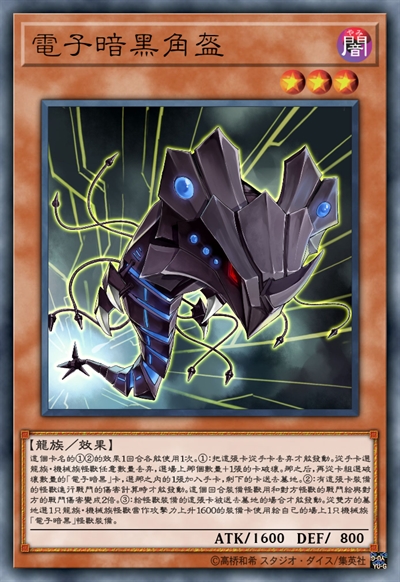 電子暗黑角盔
闇
やみ
【龍族／效果】
這個卡名的①②的效果1回合各能使用1次。①：把這張卡從手卡丟棄才能發動。從手卡選
龍族·機械族怪獸任意數量丟棄，選場上那個數量+1張的卡破壞。那之後，再從卡組選破
壞數量的「電子暗黑」卡，選那之內的1張加入手卡，剩下的卡送去墓地。②：有這張卡裝備
的怪獸進行戰鬥的傷害計算時才能發動。這個回合裝備怪獸用和對方怪獸的戰鬥給與對
方的戰鬥傷害變成2倍。③：給怪獸裝備的這張卡被送去墓地的場合才能發動。從雙方的墓
地選1只龍族·機械族怪獸當作攻擊力上升1600的裝備卡使用給自己的場上1只機械族
「電子暗黑」怪獸裝備。
ATK/1600 DEF/ 800
©高橋和希 スタジオ・ダイス/集英社